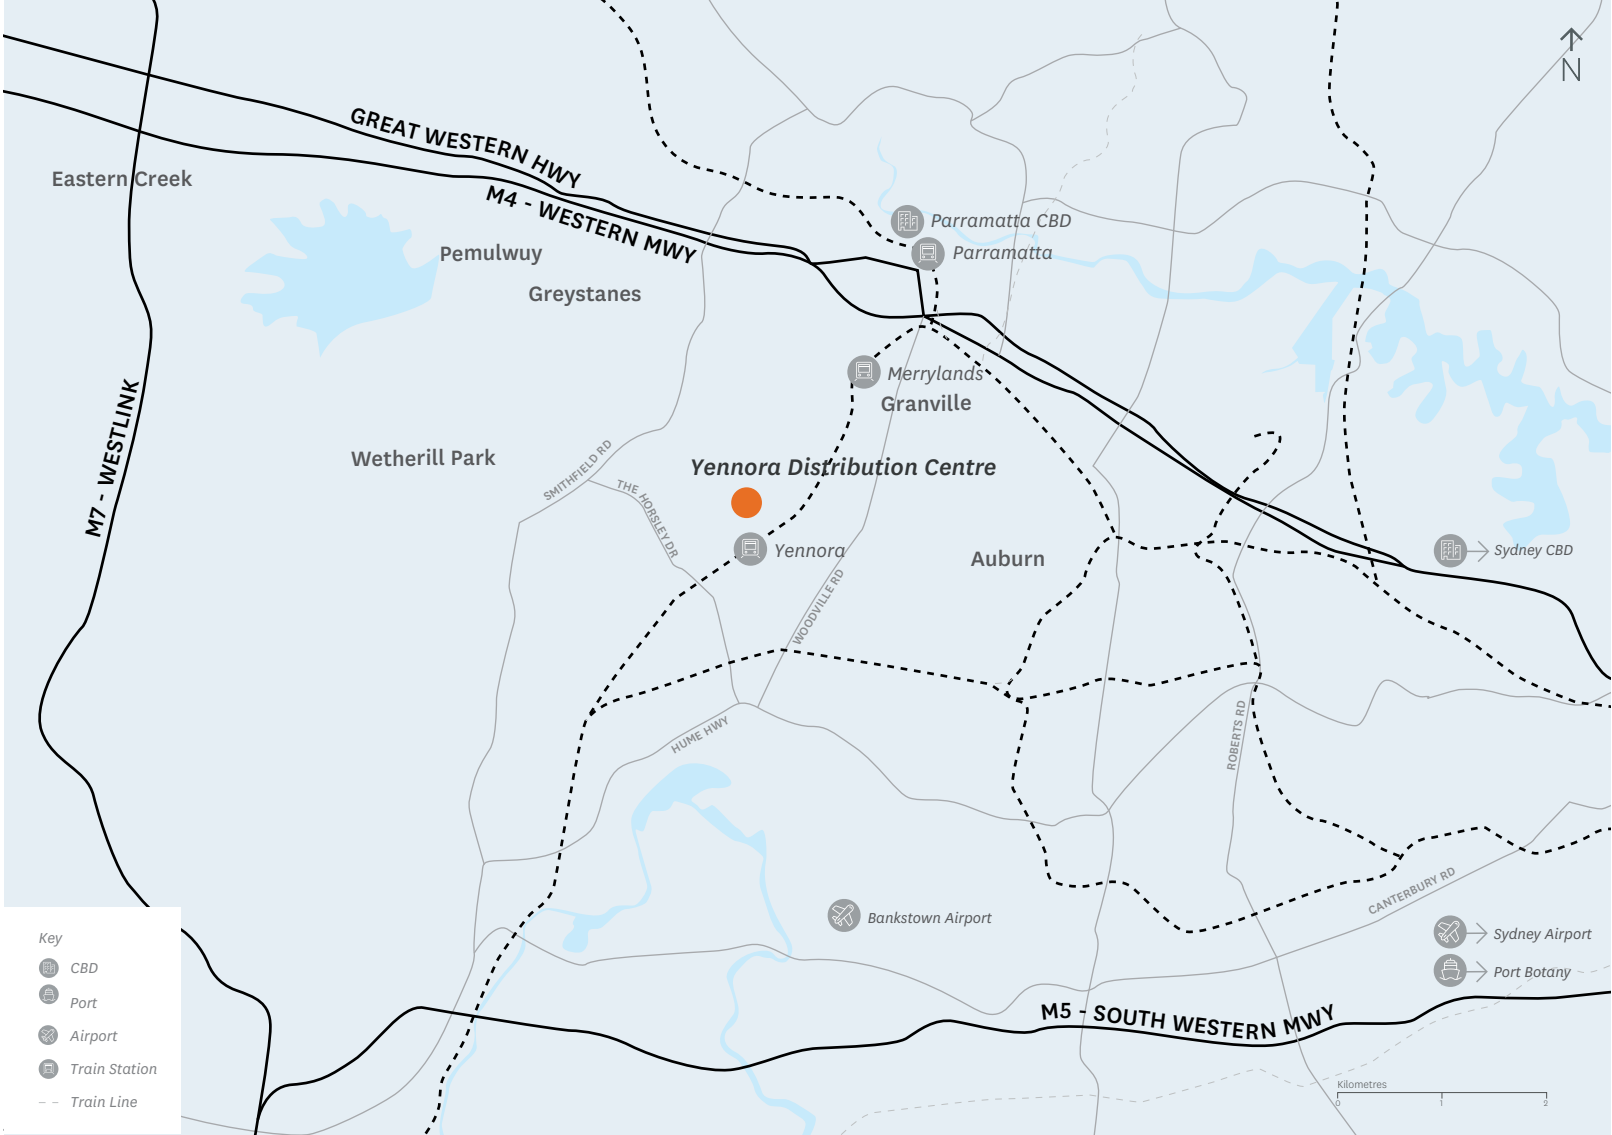 N
GREAT WESTERN HWY
Eastern Creek
M4 - WESTERN MWY
Parramatta CBD
Pemulwuy
Parramatta
Greystanes
Merrylands
Granville
M7 - WESTLINK
Wetherill Park
SMITHFIELD RD
Yennora Distribution Centre
THE HORSLEY DR
Yennora
Auburn
Sydney CBD
WOODVILLE RD
HUME HWY
ROBERTS RD
CANTERBURY RD
Bankstown Airport
Sydney Airport
Port Botany
M5 - SOUTH WESTERN MWY
Key
CBD
Port
Airport
Train Station
Train Line
Kilometres
0 1 2